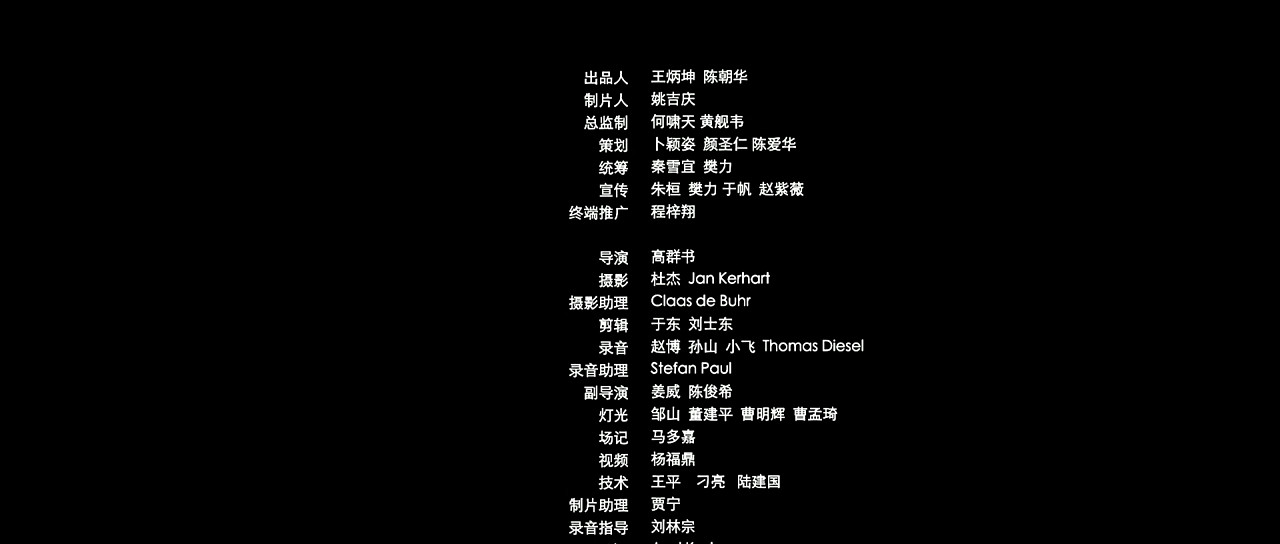 出品人 王炳坤 陈朝华
制片人 姚吉庆
总监制 何啸天 黄舰韦
策划 卜颖姿 颜圣仁 陈爱华
统筹 秦雪宜 樊力
宣传 朱桓 樊力 于帆 赵紫薇
终端推广 程梓翔
导演 高群书
摄影 杜杰 Jan Kerhart
摄影助理 Claas de Buhr
剪辑 于东 刘士东
录音 赵博 孙山 小飞 Thomas Diesel
录音助理 Stefan Paul
副导演 姜威 陈俊希
灯光 邹山 董建平 曹明辉 曹孟琦
场记 马多嘉
视频 杨福鼎
技术 王平 刁亮 陆建国
制片助理 贾宁
录音指导 刘林宗